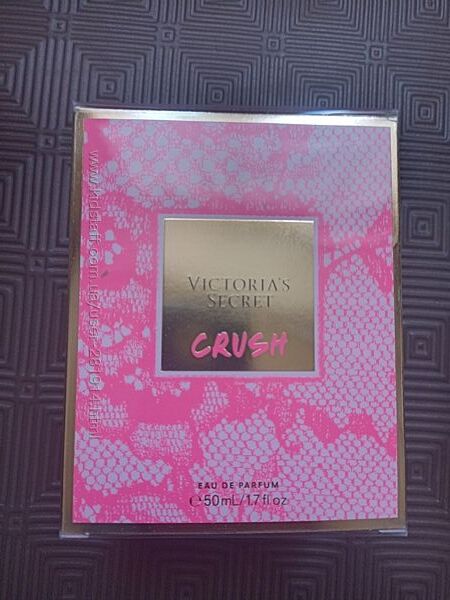 VICTORIA'S
SECRET
CRUSH
EAU DE PARFUM
℮ 50mL/1.7 fl oz